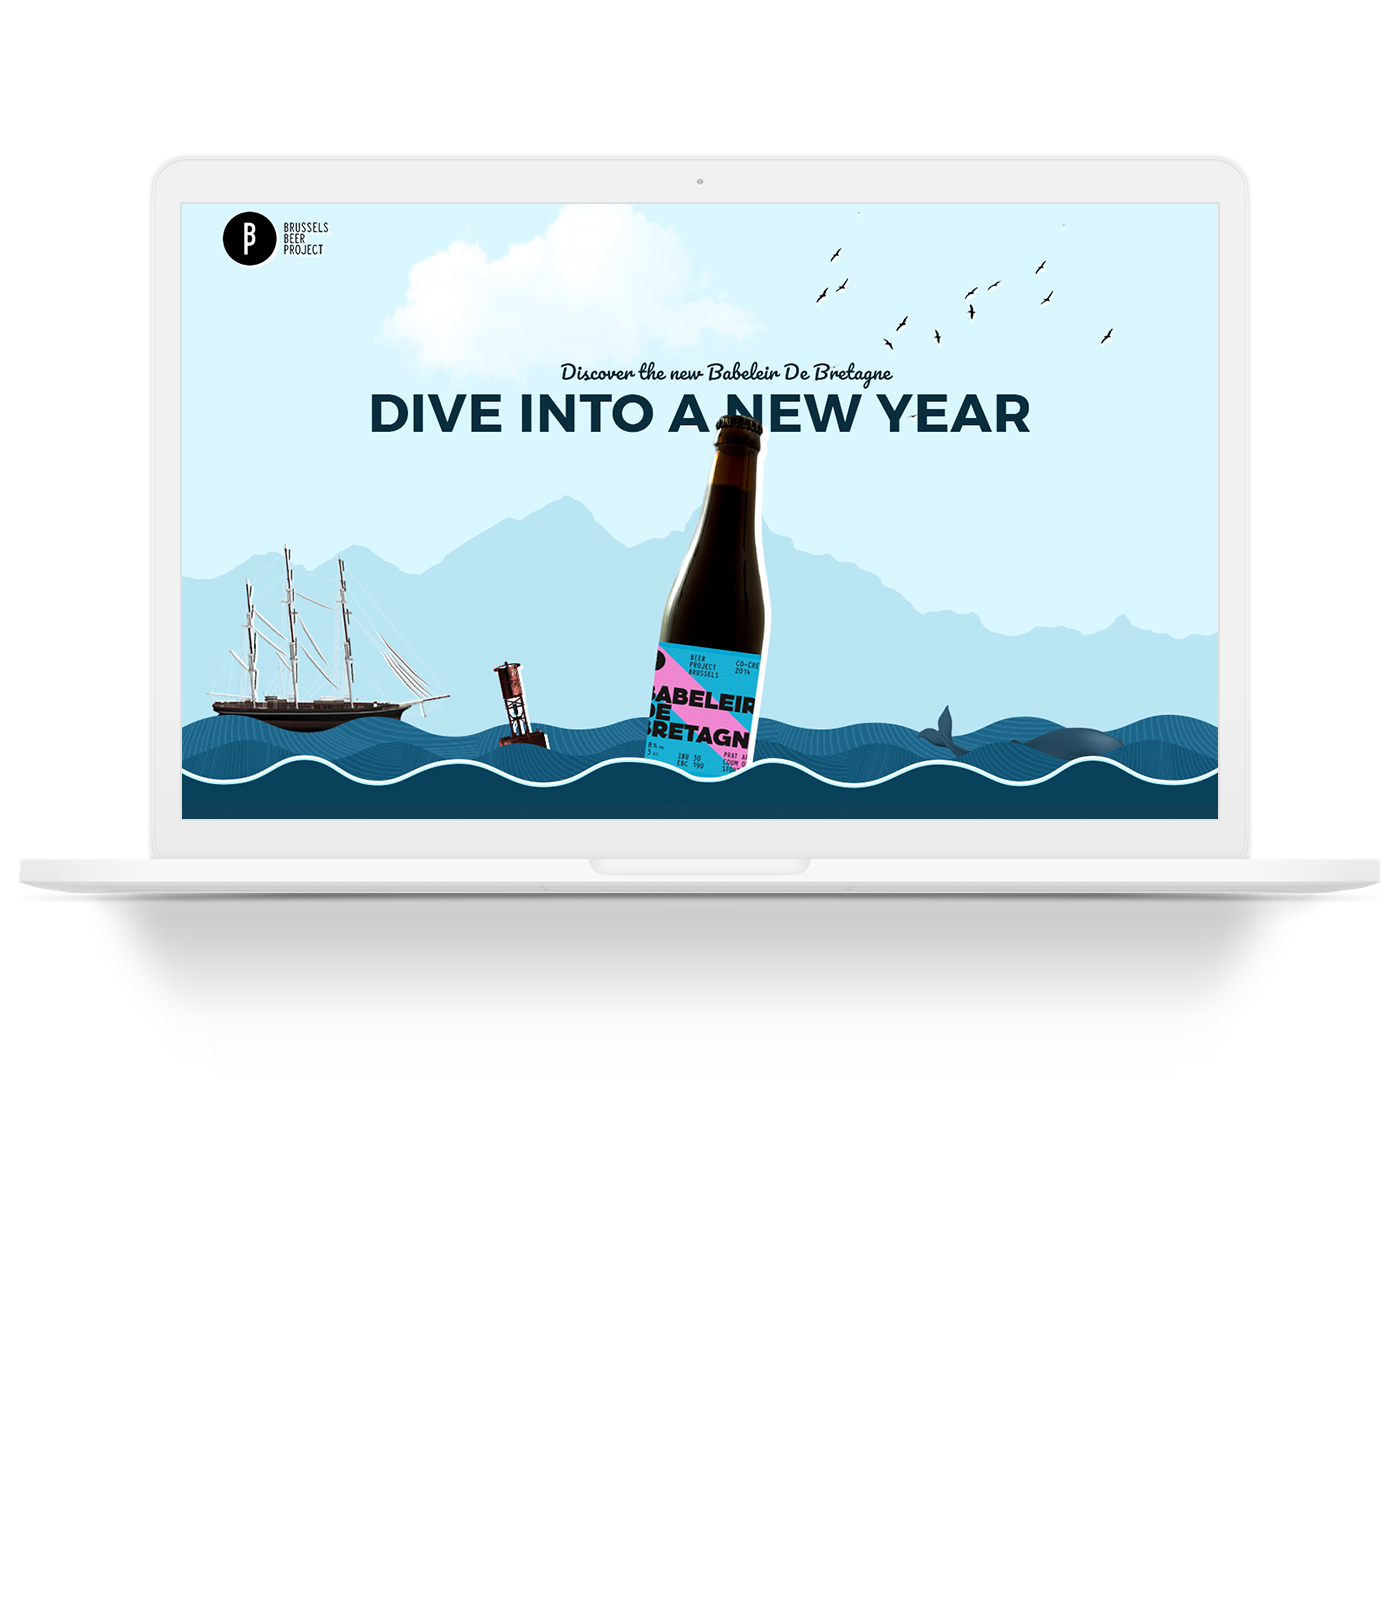 BRUSSELS
BEER
PROJECT
Discover the new Babeleir De Bretagne
DIVE INTO A NEW YEAR
BEER
PROJECT
BRUSSELS
CO-CRE
2014
BABELEIR
DE
BRETAGN
8%
IBU 30
EBC 190
PRAT A
GOUM O
STOU